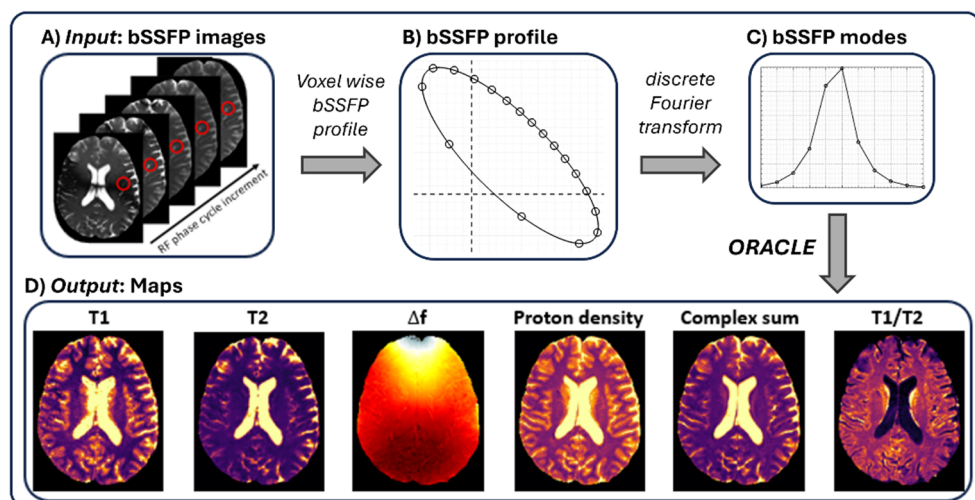 A) Input: bSSFP images
RF phase cycle increment
Voxel wise
bSSFP
profile
B) bSSFP profile
discrete
Fourier
transform
C) bSSFP modes
ORACLE
D) Output: Maps
T1
T2
Δf
Proton density
Complex sum
T1/T2